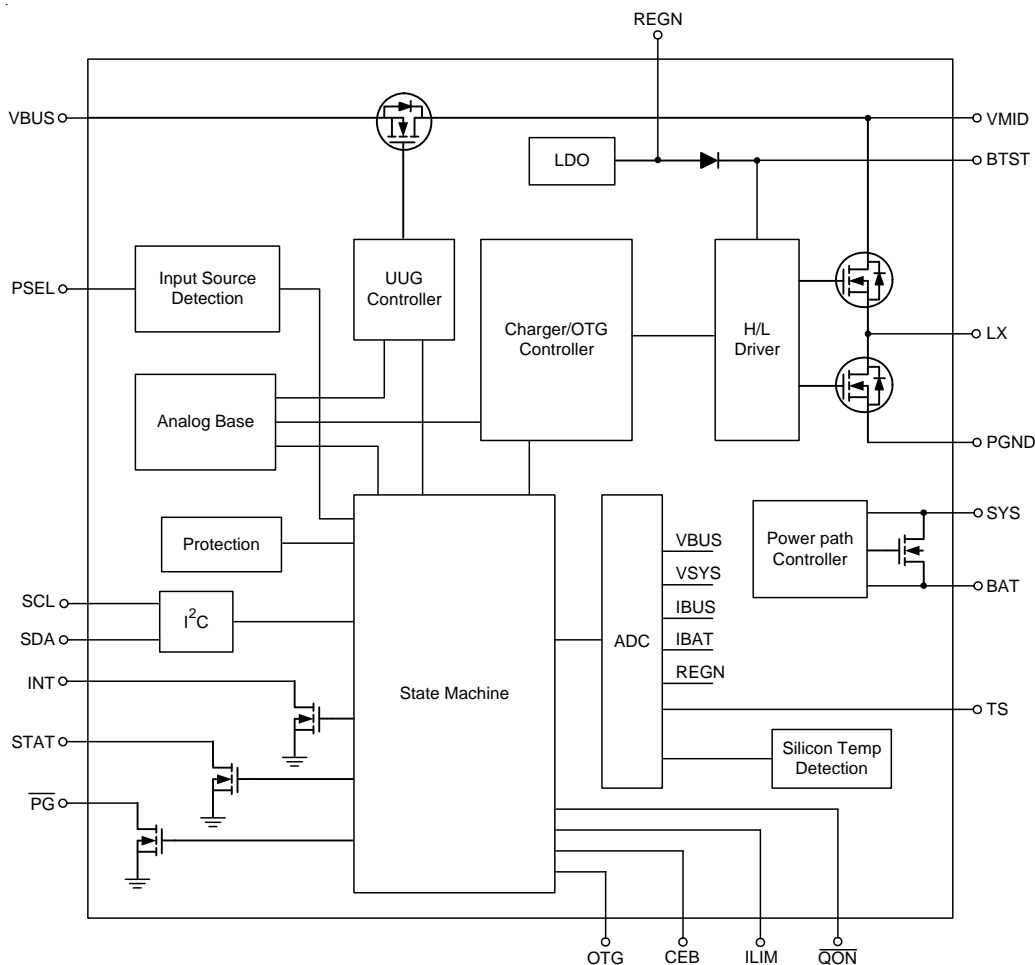 REGN
VBUS
VMID
LDO
BTST
PSEL
Input Source
Detection
UUG
Controller
Charger/OTG
Controller
H/L
Driver
LX
Analog Base
PGND
Protection
VBUS
VSYS
IBUS
IBAT
REGN
Power path
Controller
SYS
BAT
SCL
SDA
I²C
ADC
INT
State Machine
TS
STAT
Silicon Temp
Detection
P̅G̅
OTG
CEB
ILIM
Q̅O̅N̅